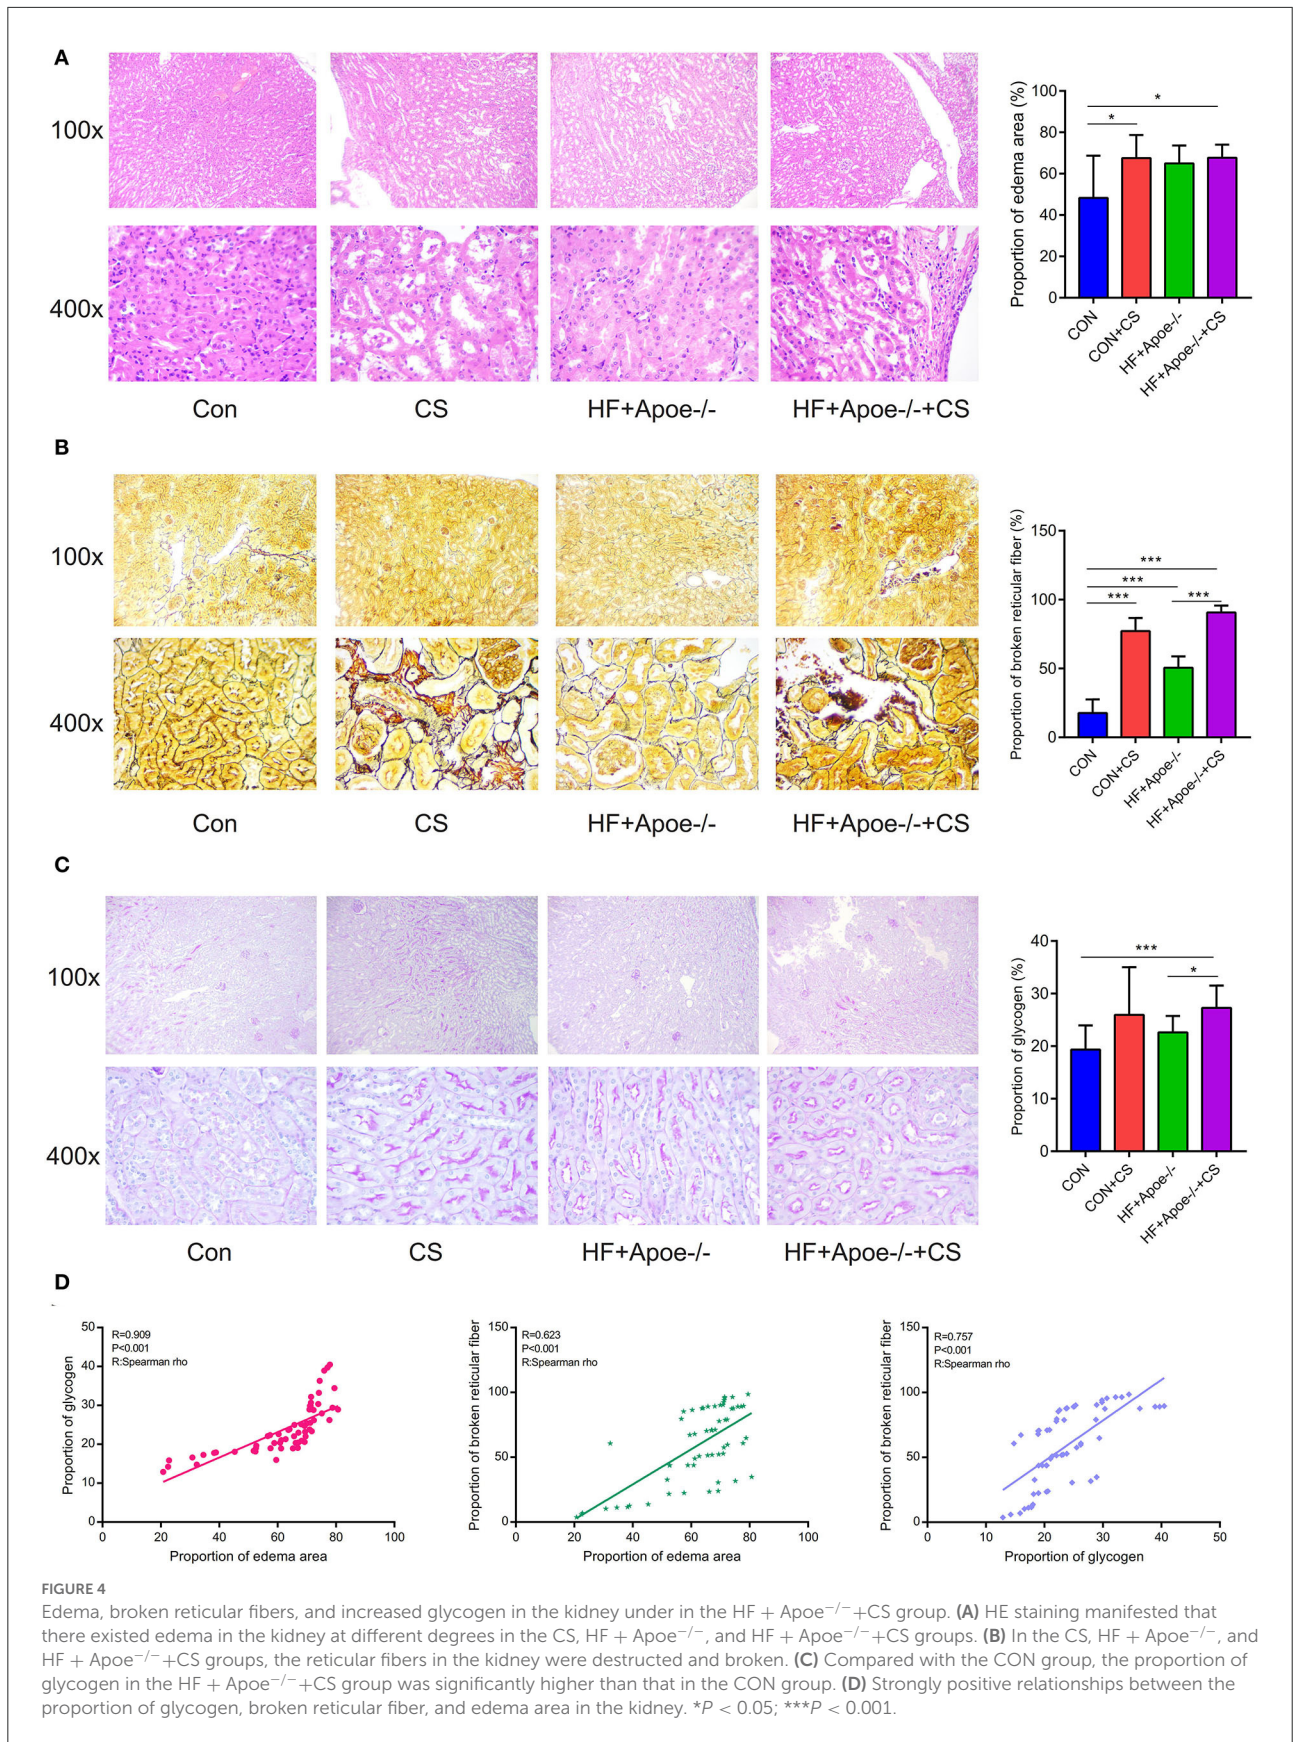 A
100x
400x
Con
CS
HF+Apoe-/-
HF+Apoe-/-+CS
Proportion of edema area (%)
100
80
60
40
20
0
*
*
CON
CON+CS
HF+Apoe-/-
HF+Apoe-/-+CS
B
100x
400x
Con
CS
HF+Apoe-/-
HF+Apoe-/-+CS
Proportion of broken reticular fiber (%)
150
100
50
0
***
***
***
***
CON
CON+CS
HF+Apoe-/-
HF+Apoe-/-+CS
C
100x
400x
Con
CS
HF+Apoe-/-
HF+Apoe-/-+CS
Proportion of glycogen (%)
40
30
20
10
0
***
*
CON
CON+CS
HF+Apoe-/-
HF+Apoe-/-+CS
D
R=0.909
P<0.001
R:Spearman rho
Proportion of glycogen
50
40
30
20
10
0
0 20 40 60 80 100
Proportion of edema area
R=0.623
P<0.001
R:Spearman rho
Proportion of broken reticular fiber
150
100
50
0
0 20 40 60 80 100
Proportion of edema area
R=0.757
P<0.001
R:Spearman rho
Proportion of broken reticular fiber
150
100
50
0
0 10 20 30 40 50
Proportion of glycogen
FIGURE 4
Edema, broken reticular fibers, and increased glycogen in the kidney under in the HF + Apoe⁻/⁻+CS group. (A) HE staining manifested that
there existed edema in the kidney at different degrees in the CS, HF + Apoe⁻/⁻, and HF + Apoe⁻/⁻+CS groups. (B) In the CS, HF + Apoe⁻/⁻, and
HF + Apoe⁻/⁻+CS groups, the reticular fibers in the kidney were destructed and broken. (C) Compared with the CON group, the proportion of
glycogen in the HF + Apoe⁻/⁻+CS group was significantly higher than that in the CON group. (D) Strongly positive relationships between the
proportion of glycogen, broken reticular fiber, and edema area in the kidney. *P < 0.05; ***P < 0.001.